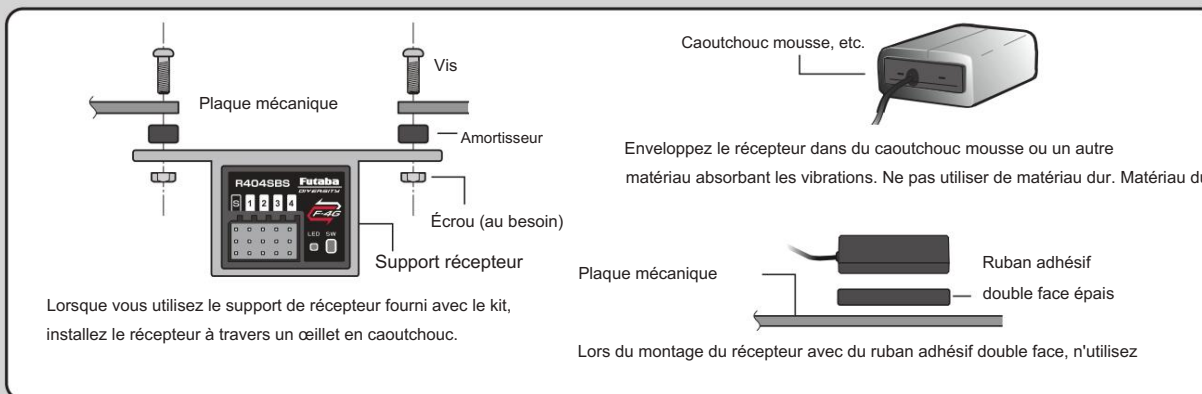 Vis
Plaque mécanique
Amortisseur
R404SBS Futaba
DIVERSITY
S 1 2 3 4
F-4G
LED SW
Écrou (au besoin)
Support récepteur
Lorsque vous utilisez le support de récepteur fourni avec le kit,
installez le récepteur à travers un œillet en caoutchouc.
Caoutchouc mousse, etc.
Enveloppez le récepteur dans du caoutchouc mousse ou un autre
matériau absorbant les vibrations. Ne pas utiliser de matériau dur. Matériau du
Plaque mécanique
Ruban adhésif
double face épais
Lors du montage du récepteur avec du ruban adhésif double face, n'utilisez